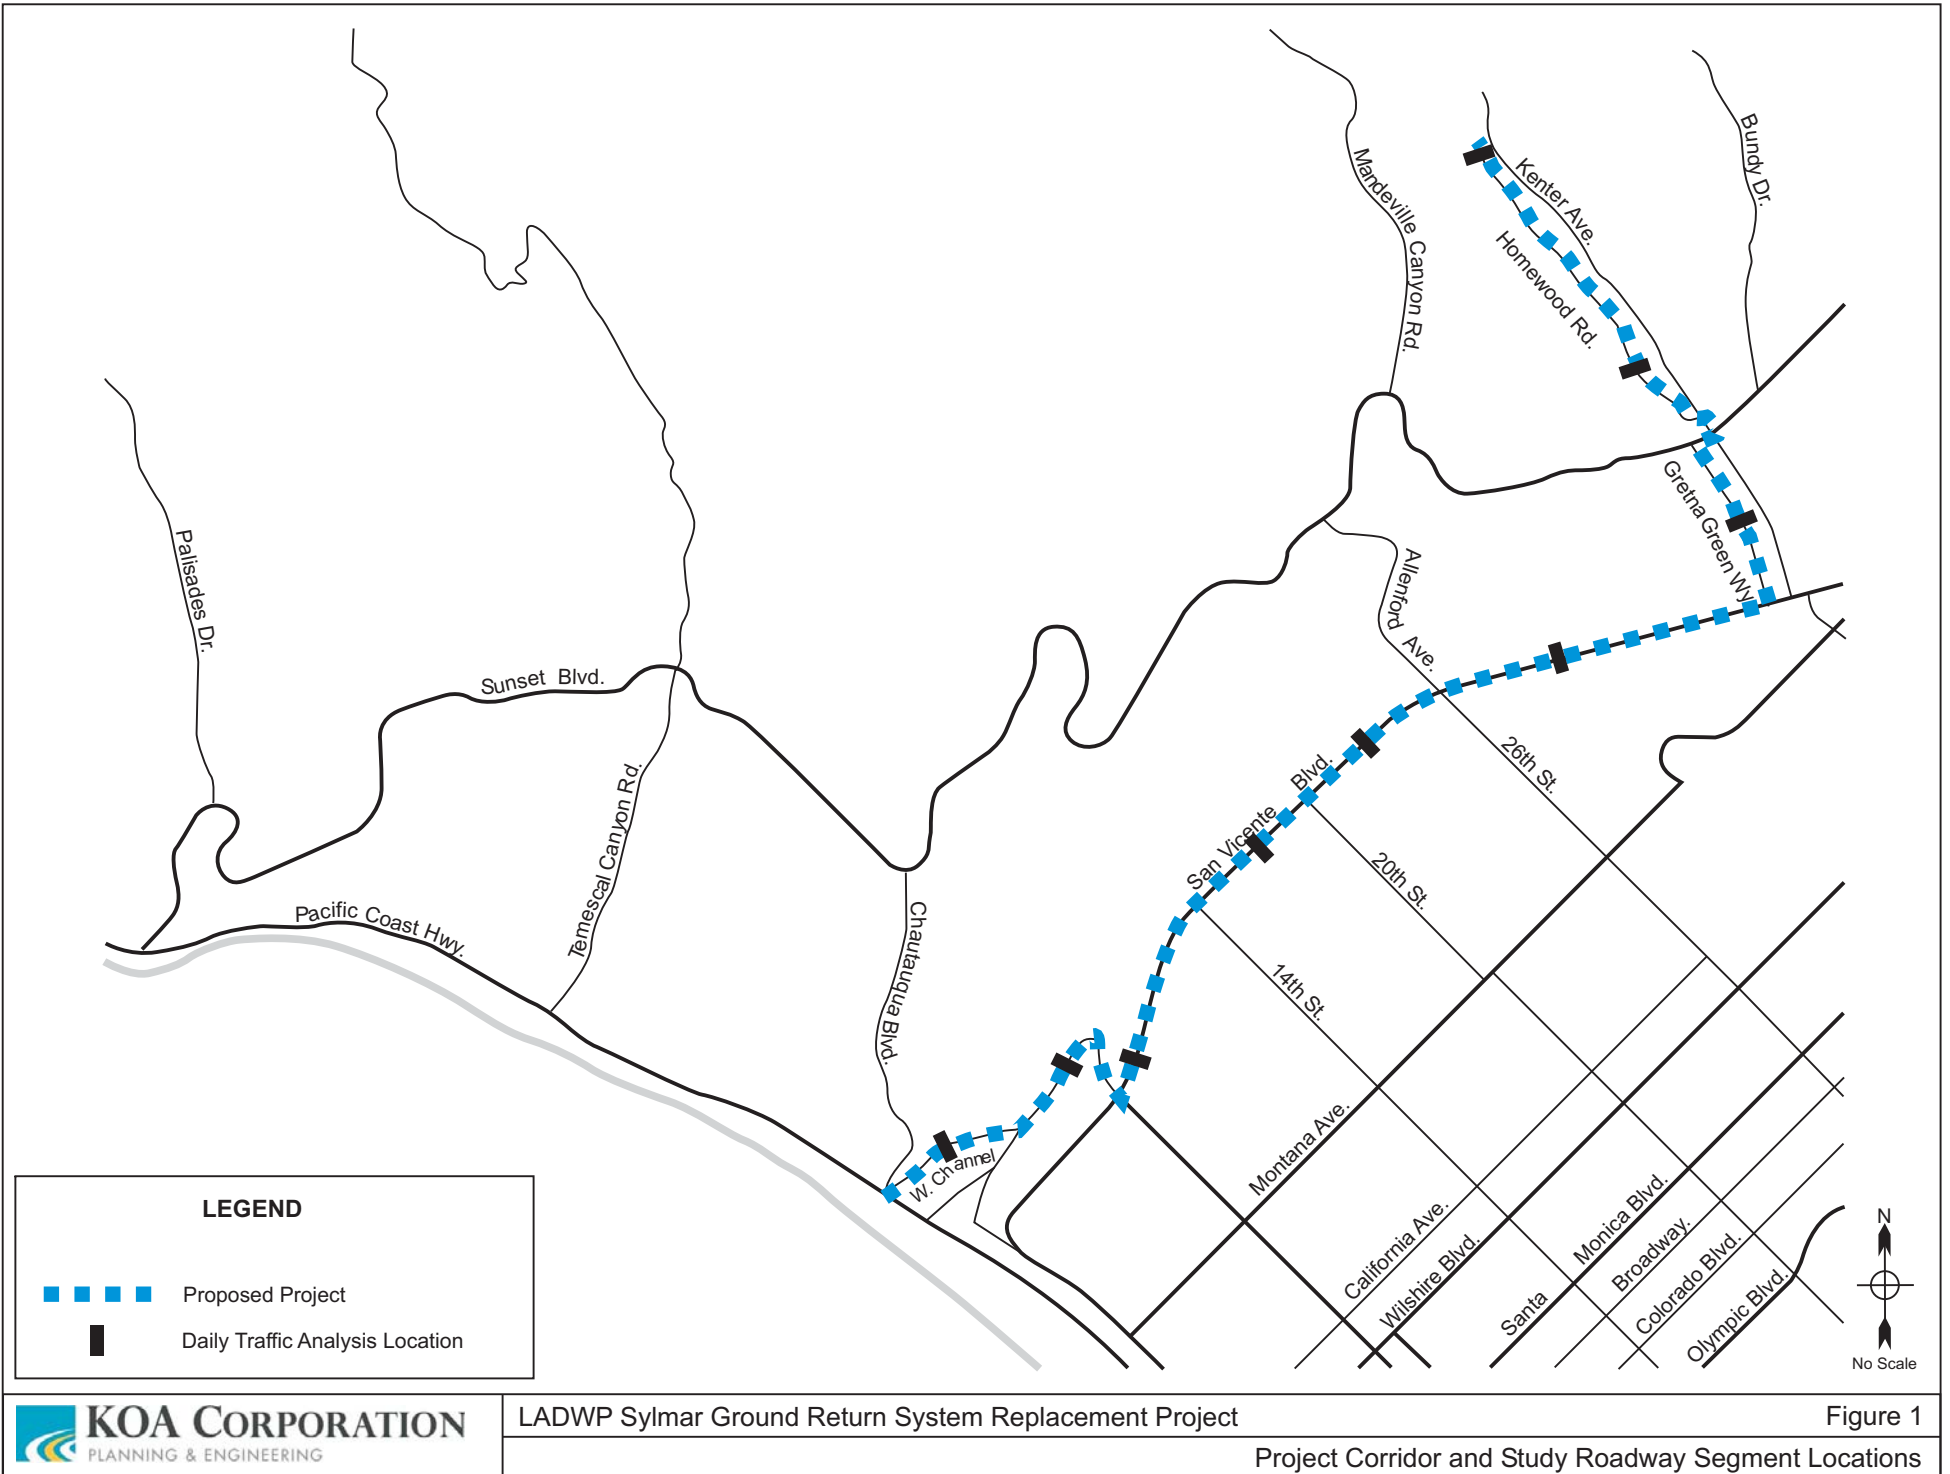 Kenter Ave.
Homewood Rd.
Bundy Dr.
Mandeville Canyon Rd.
Gretna Green Wy.
Allenford Ave.
Palisades Dr.
Sunset Blvd.
Temescal Canyon Rd.
Pacific Coast Hwy.
Chautauqua Blvd.
San Vicente Blvd.
26th St.
20th St.
14th St.
W. Channel
Montana Ave.
California Ave.
Wilshire Blvd.
Santa Monica Blvd.
Broadway.
Colorado Blvd.
Olympic Blvd.
N
No Scale
LEGEND
Proposed Project
Daily Traffic Analysis Location
KOA CORPORATION
PLANNING & ENGINEERING
LADWP Sylmar Ground Return System Replacement Project
Figure 1
Project Corridor and Study Roadway Segment Locations